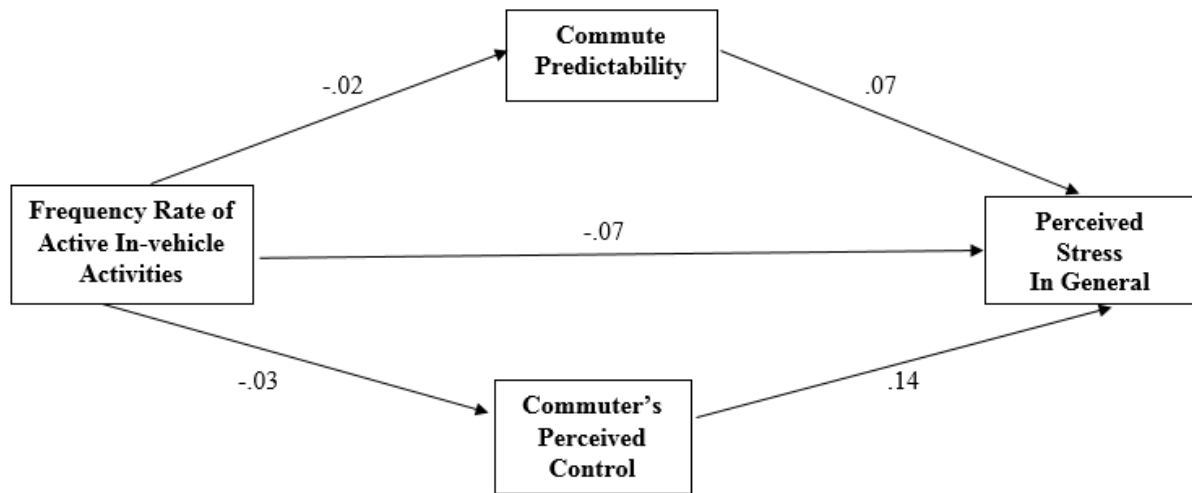 Commute
Predictability
-.02
.07
Frequency Rate of
Active In-vehicle
Activities
-.07
Perceived
Stress
In General
-.03
.14
Commuter’s
Perceived
Control